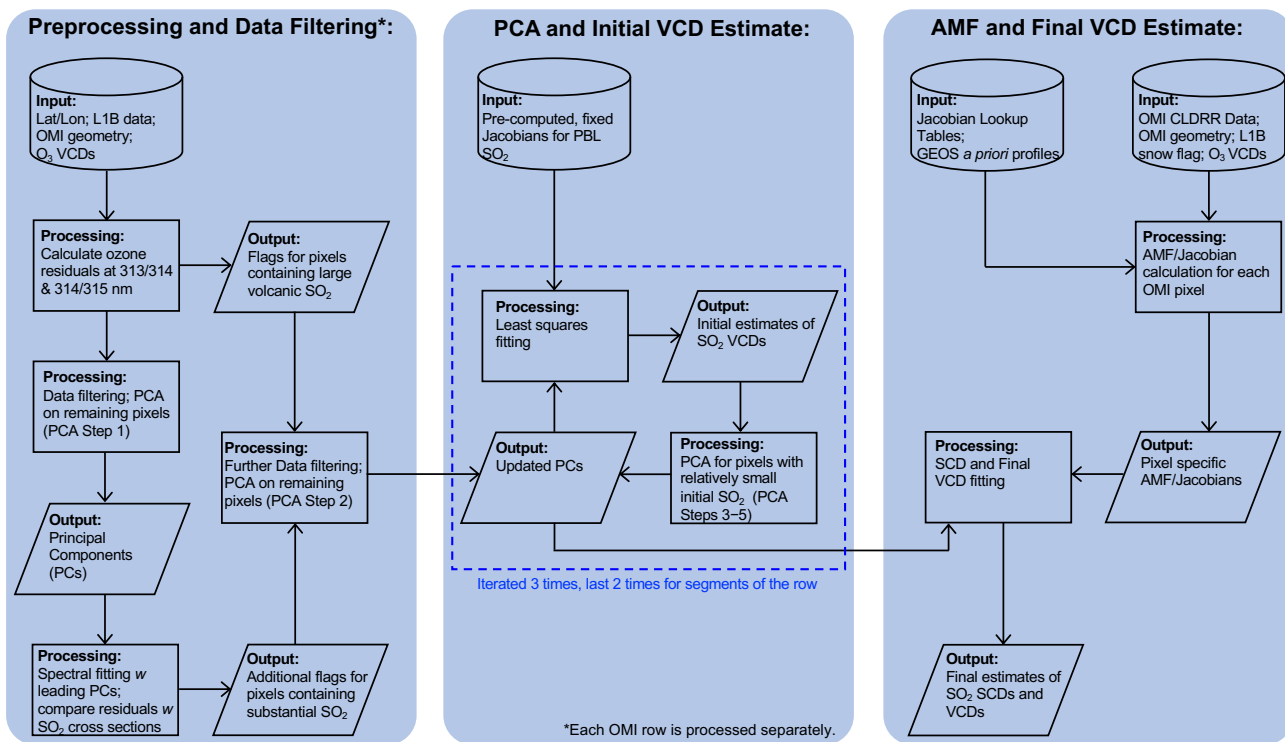 Preprocessing and Data Filtering*:
Input:
Lat/Lon; L1B data;
OMI geometry;
O₃ VCDs
Processing:
Calculate ozone
residuals at 313/314
& 314/315 nm
Output:
Flags for pixels
containing large
volcanic SO₂
Processing:
Data filtering; PCA
on remaining pixels
(PCA Step 1)
Processing:
Further Data filtering;
PCA on remaining
pixels (PCA Step 2)
Output:
Principal
Components
(PCs)
Processing:
Spectral fitting w
leading PCs;
compare residuals w
SO₂ cross sections
Output:
Additional flags for
pixels containing
substantial SO₂
PCA and Initial VCD Estimate:
Input:
Pre-computed, fixed
Jacobians for PBL
SO₂
Processing:
Least squares
fitting
Output:
Initial estimates of
SO₂ VCDs
Output:
Updated PCs
Processing:
PCA for pixels with
relatively small
initial SO₂ (PCA
Steps 3−5)
Iterated 3 times, last 2 times for segments of the row
*Each OMI row is processed separately.
AMF and Final VCD Estimate:
Input:
Jacobian Lookup
Tables;
GEOS a priori profiles
Input:
OMI CLDRR Data;
OMI geometry; L1B
snow flag; O₃ VCDs
Processing:
AMF/Jacobian
calculation for each
OMI pixel
Processing:
SCD and Final
VCD fitting
Output:
Pixel specific
AMF/Jacobians
Output:
Final estimates of
SO₂ SCDs and
VCDs